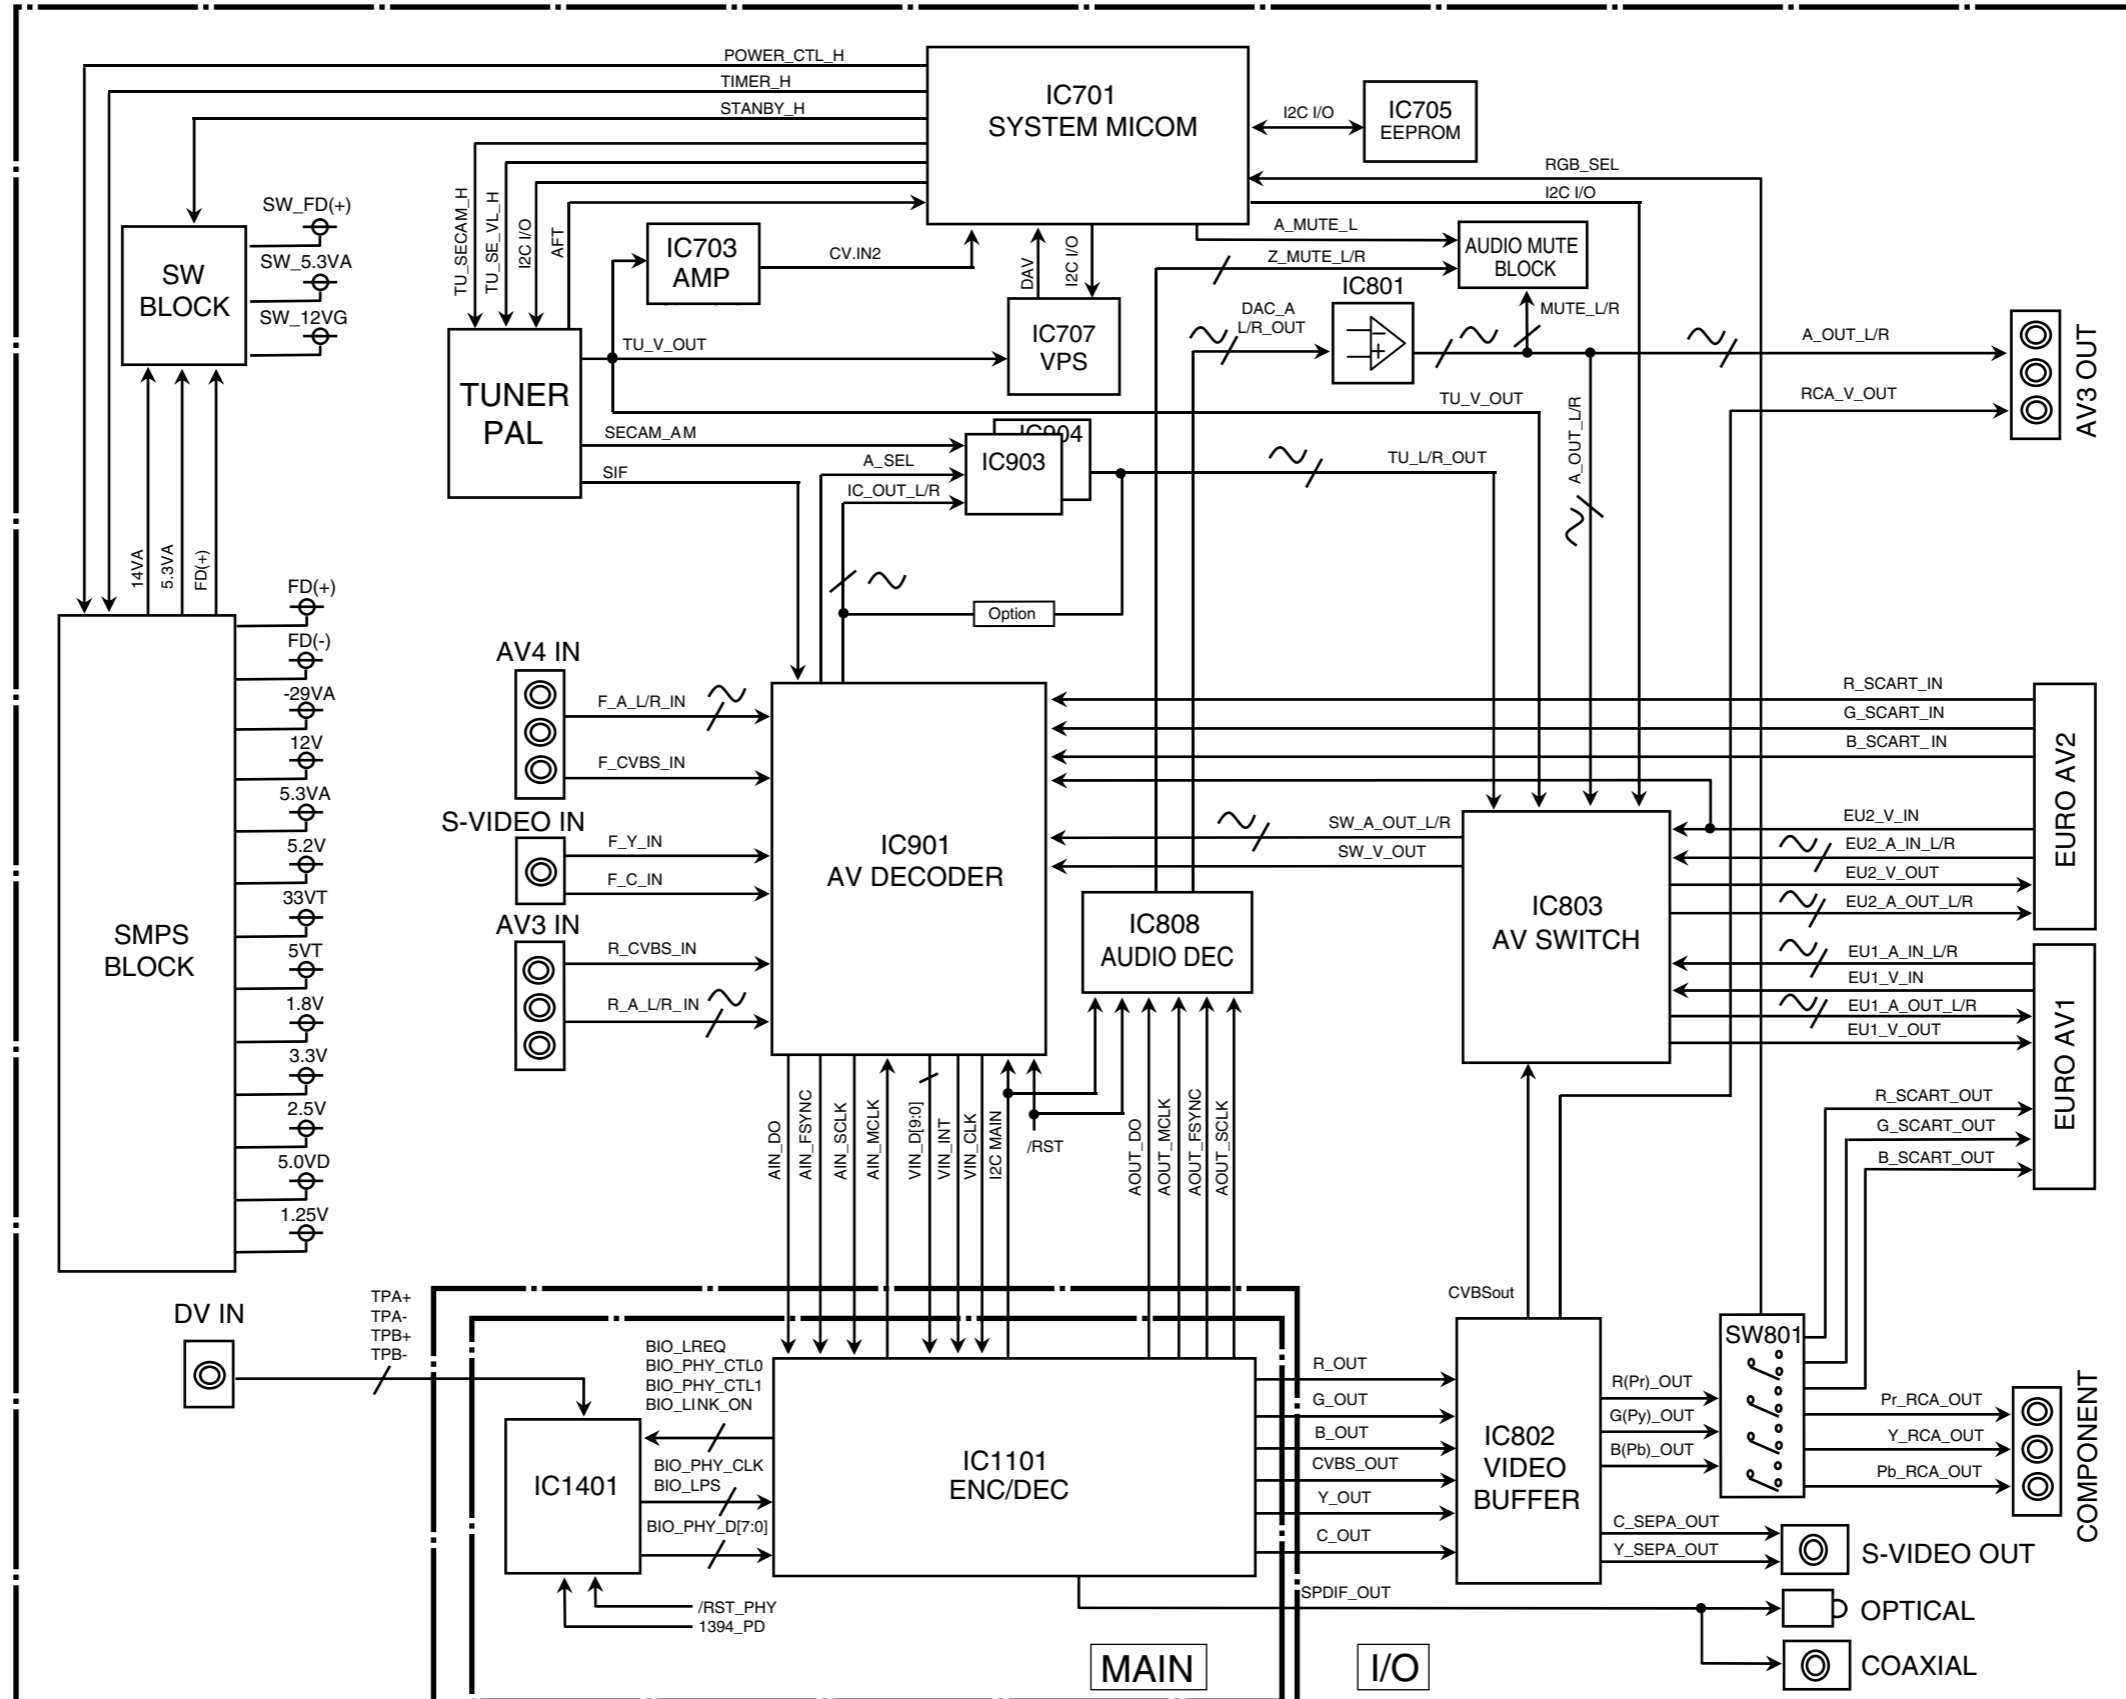 POWER_CTL_H
TIMER_H
STANBY_H
IC701
SYSTEM MICOM
I2C I/O
IC705
EEPROM
RGB_SEL
I2C I/O
SW_FD(+)
SW_5.3VA
SW_12VG
SW
BLOCK
TU_SECAM_H
TU_SE_VL_H
I2C I/O
AFT
IC703
AMP
CV.IN2
DAV
I2C I/O
A_MUTE_L
Z_MUTE_L/R
AUDIO MUTE
BLOCK
IC801
DAC_A
L/R_OUT
MUTE_L/R
IC707
VPS
TU_V_OUT
A_OUT_L/R
RCA_V_OUT
AV3 OUT
TUNER
PAL
TU_V_OUT
A_OUT_L/R
SECAM_AM
SIF
A_SEL
IC_OUT_L/R
IC904
IC903
TU_L/R_OUT
Option
14VA
5.3VA
FD(+)
FD(+)
FD(-)
-29VA
12V
5.3VA
5.2V
33VT
5VT
1.8V
3.3V
2.5V
5.0VD
1.25V
SMPS
BLOCK
AV4 IN
F_A_L/R_IN
F_CVBS_IN
S-VIDEO IN
F_Y_IN
F_C_IN
AV3 IN
R_CVBS_IN
R_A_L/R_IN
IC901
AV DECODER
R_SCART_IN
G_SCART_IN
B_SCART_IN
EURO AV2
SW_A_OUT_L/R
SW_V_OUT
EU2_V_IN
EU2_A_IN_L/R
EU2_V_OUT
EU2_A_OUT_L/R
IC808
AUDIO DEC
IC803
AV SWITCH
EU1_A_IN_L/R
EU1_V_IN
EU1_A_OUT_L/R
EU1_V_OUT
EURO AV1
R_SCART_OUT
G_SCART_OUT
B_SCART_OUT
AIN_DO
AIN_FSYNC
AIN_SCLK
AIN_MCLK
VIN_D[9:0]
VIN_INT
VIN_CLK
I2C MAIN
/RST
AOUT_DO
AOUT_MCLK
AOUT_FSYNC
AOUT_SCLK
DV IN
TPA+
TPA-
TPB+
TPB-
BIO_LREQ
BIO_PHY_CTL0
BIO_PHY_CTL1
BIO_LINK_ON
BIO_PHY_CLK
BIO_LPS
BIO_PHY_D[7:0]
IC1401
/RST_PHY
1394_PD
IC1101
ENC/DEC
R_OUT
G_OUT
B_OUT
CVBS_OUT
Y_OUT
C_OUT
SPDIF_OUT
CVBSout
IC802
VIDEO
BUFFER
R(Pr)_OUT
G(Py)_OUT
B(Pb)_OUT
SW801
Pr_RCA_OUT
Y_RCA_OUT
Pb_RCA_OUT
COMPONENT
C_SEPA_OUT
Y_SEPA_OUT
S-VIDEO OUT
OPTICAL
COAXIAL
MAIN
I/O